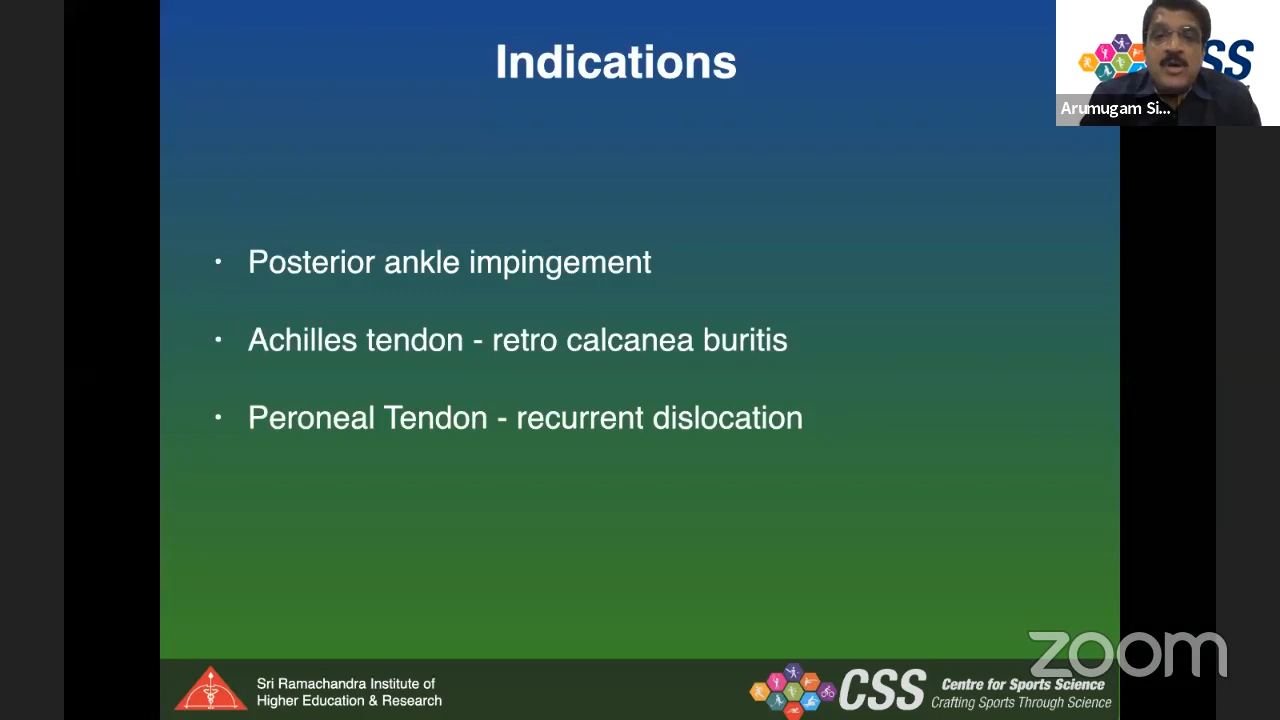 Indications
SS
Arumugam Si...
• Posterior ankle impingement
• Achilles tendon - retro calcanea buritis
• Peroneal Tendon - recurrent dislocation
zoom
Sri Ramachandra Institute of
Higher Education & Research
CSS
Centre for Sports Science
Crafting Sports Through Science